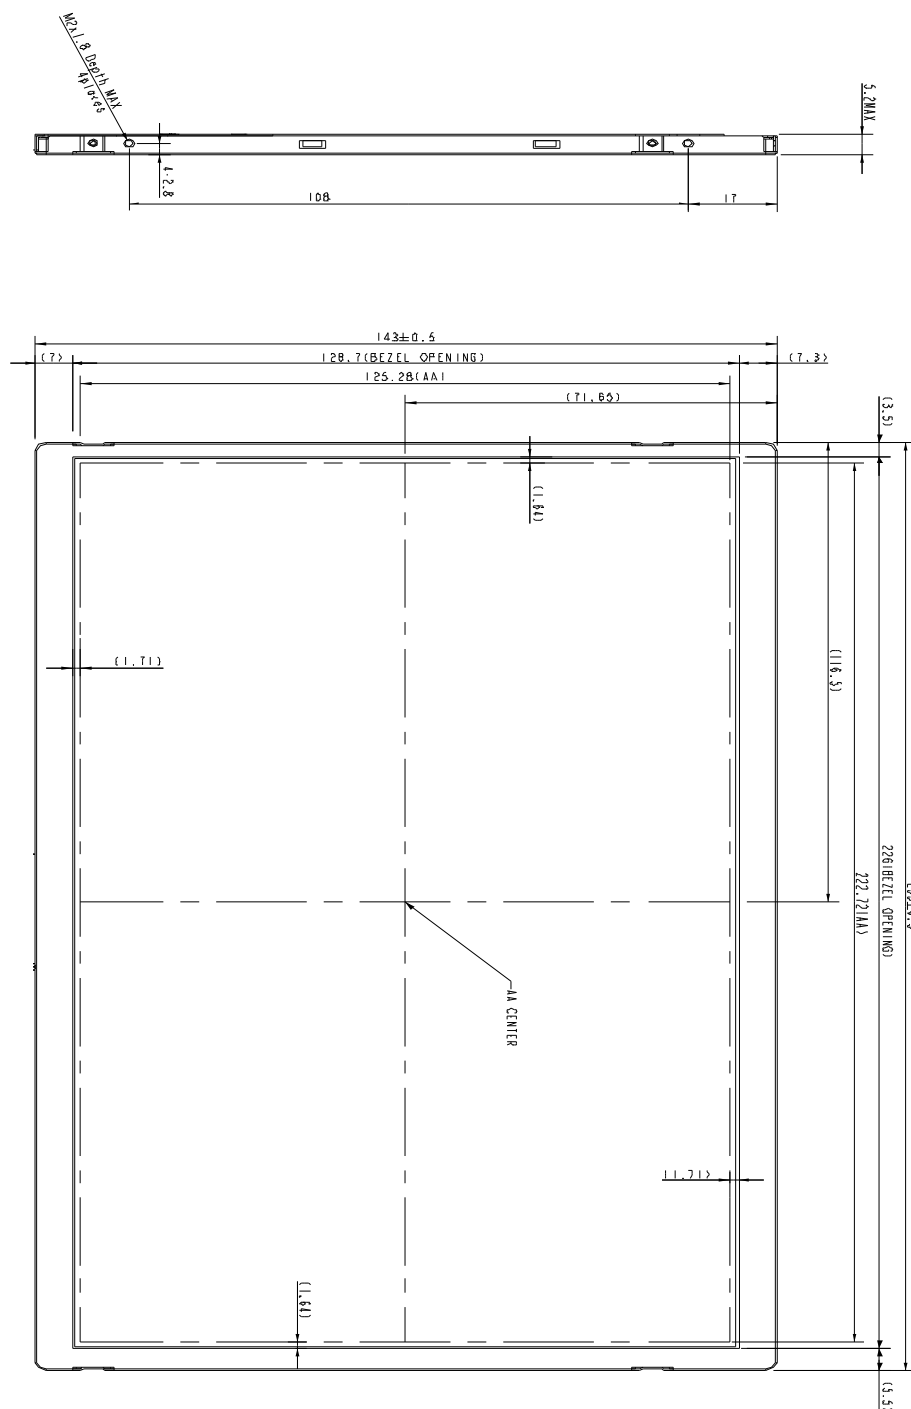 M2x1.8 Depth MAX
4places
5.2MAX
4-2.8
108
17
143±0.5
(7)
128.7(BEZEL OPENING)
(7.3)
125.28(AA)
(71.65)
(3.5)
(1.64)
(1.71)
(116.5)
226(BEZEL OPENING)
222.72(AA)
AA CENTER
(1.71)
(1.64)
(5.5)